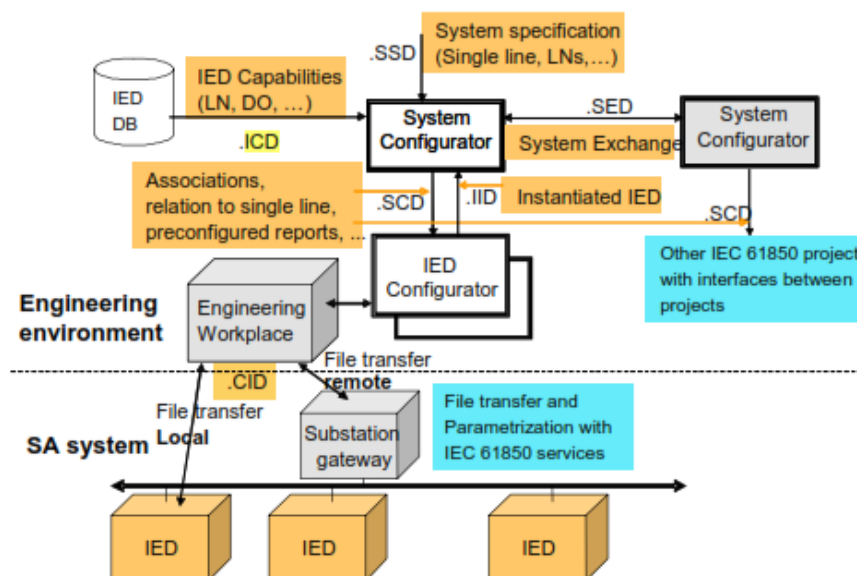 System specification
(Single line, LNs,…)
.SSD
IED
DB
IED Capabilities
(LN, DO, …)
.ICD
System
Configurator
.SED
System Exchange
System
Configurator
Associations,
relation to single line,
preconfigured reports, ...
.SCD
.IID
Instantiated IED
.SCD
IED
Configurator
Other IEC 61850 project
with interfaces between
projects
Engineering
environment
Engineering
Workplace
.CID
File transfer
remote
File transfer
Local
SA system
Substation
gateway
File transfer and
Parametrization with
IEC 61850 services
IED
IED
IED